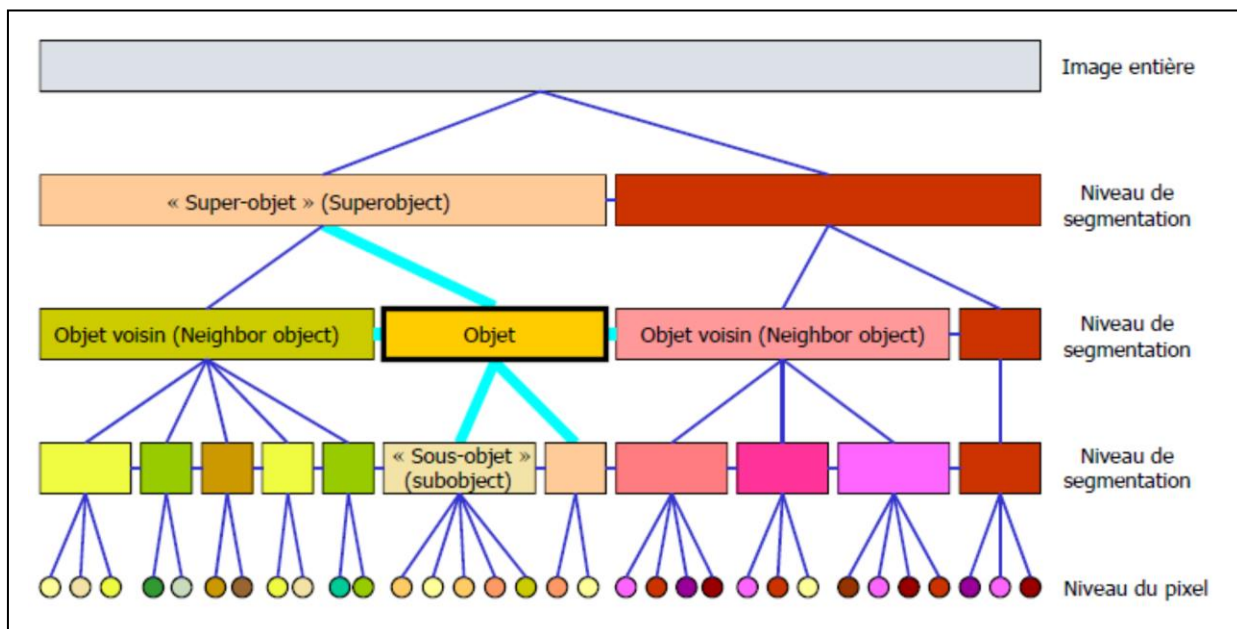 Image entière
« Super-objet » (Superobject)
Niveau de
segmentation
Objet voisin (Neighbor object)
Objet
Objet voisin (Neighbor object)
Niveau de
segmentation
« Sous-objet »
(subobject)
Niveau de
segmentation
Niveau du pixel